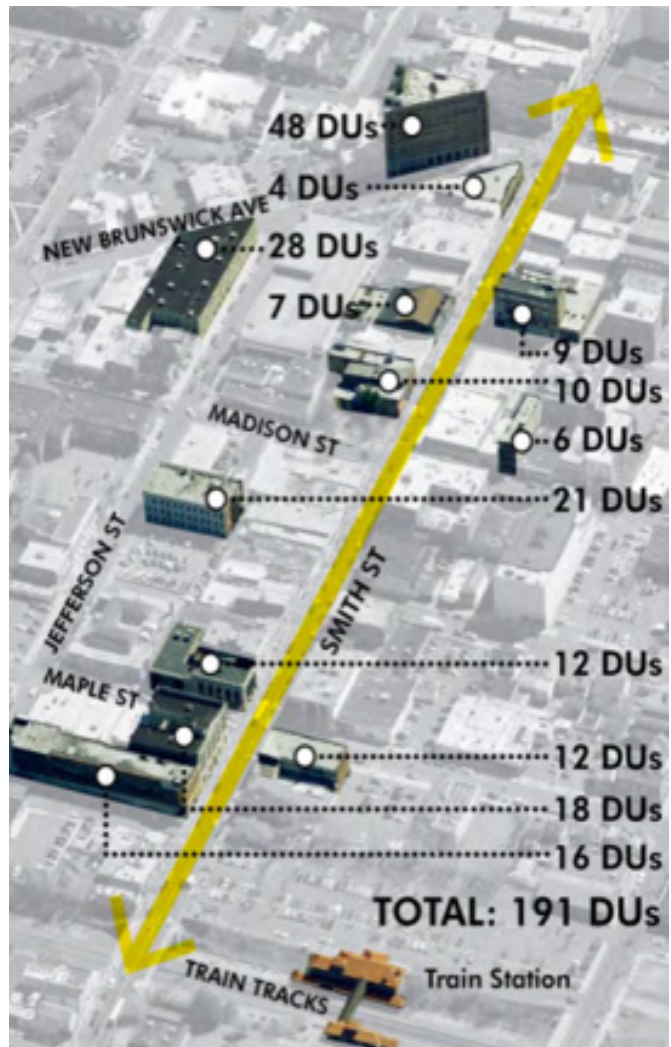 48 DUs
4 DUs
NEW BRUNSWICK AVE
28 DUs
7 DUs
9 DUs
10 DUs
MADISON ST
6 DUs
21 DUs
JEFFERSON ST
SMITH ST
12 DUs
MAPLE ST
12 DUs
18 DUs
16 DUs
TOTAL: 191 DUs
TRAIN TRACKS
Train Station